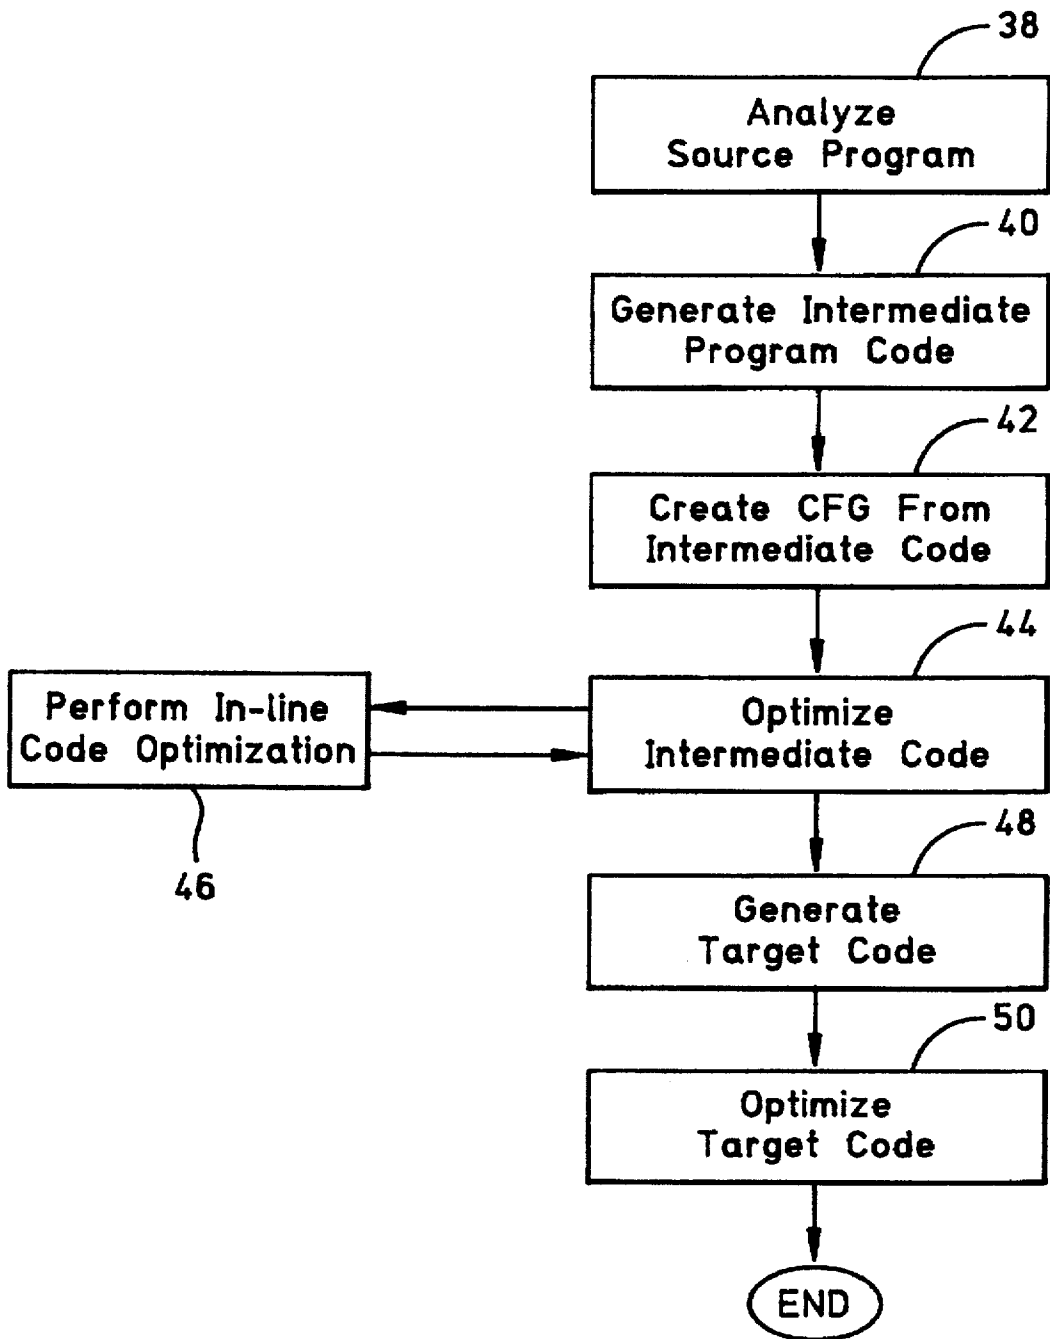 38
Analyze
Source Program
40
Generate Intermediate
Program Code
42
Create CFG From
Intermediate Code
44
Optimize
Intermediate Code
Perform In-line
Code Optimization
46
48
Generate
Target Code
50
Optimize
Target Code
END